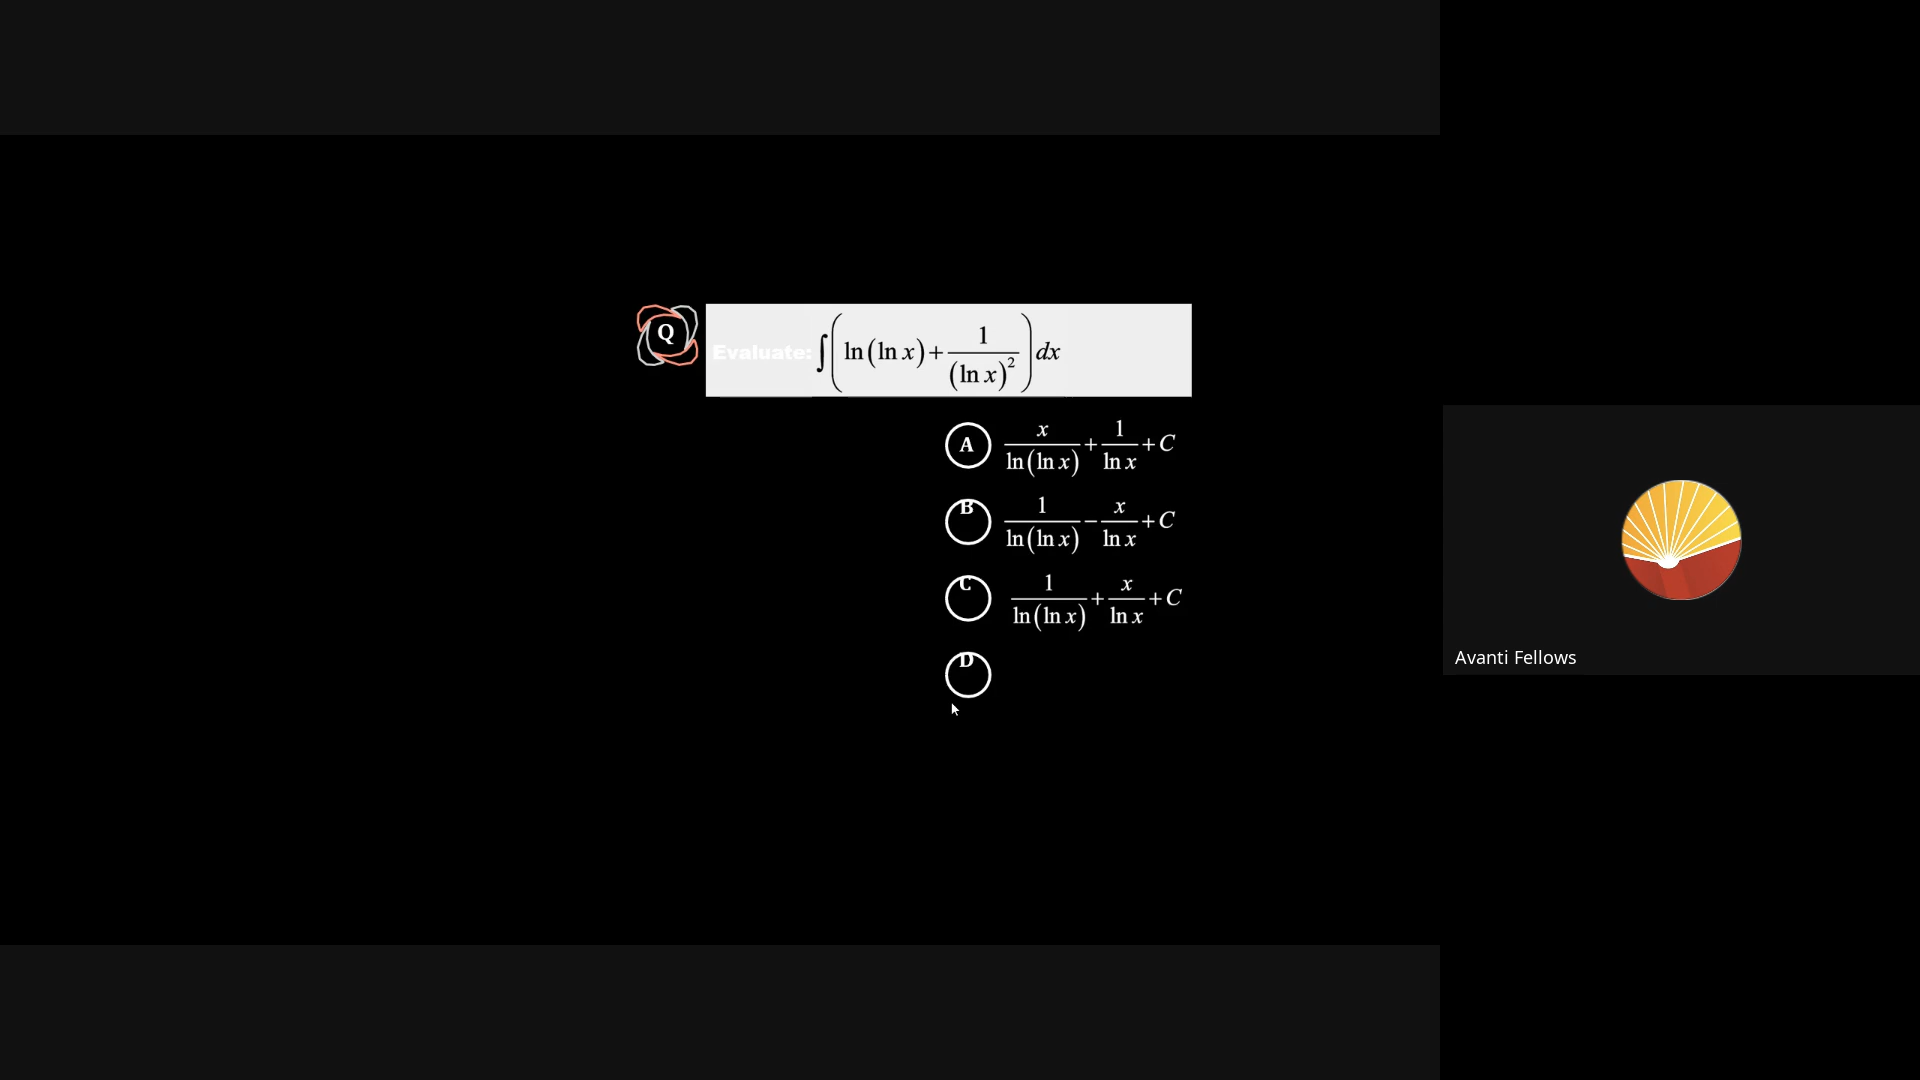 Q
Evaluate: ∫(ln(ln x)+1/(ln x)²)dx
A x/ln(ln x)+1/ln x+C
B 1/ln(ln x)−x/ln x+C
C 1/ln(ln x)+x/ln x+C
D
Avanti Fellows